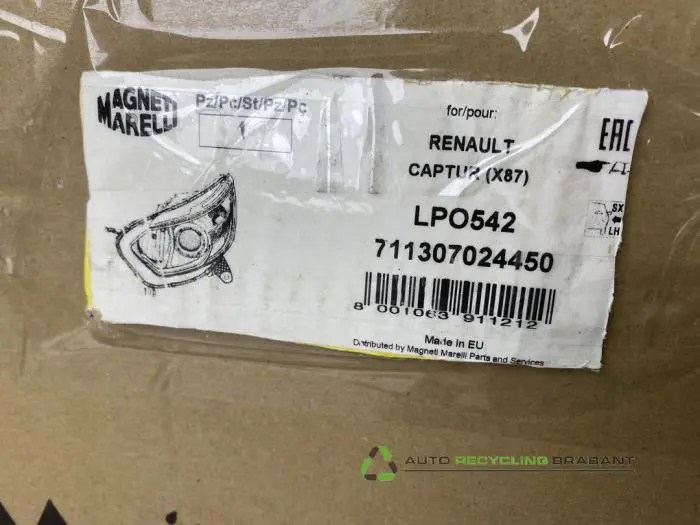 MAGNETI
MARELLI
Pz/Pc/St/Pz/Pç
1
for/pour:
RENAULT
CAPTUR (X87)
LPO542
711307024450
8 001063 911212
Made in EU
Distributed by Magneti Marelli Parts and Services
EAC
SX
LH
AUTO RECYCLING BRABANT